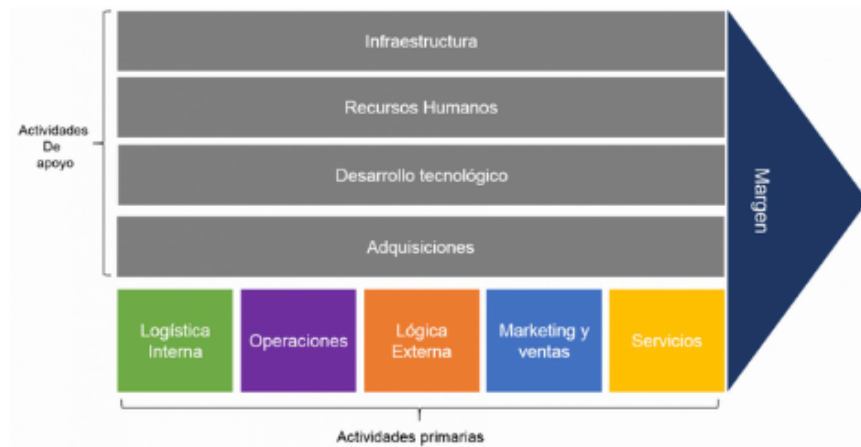 Infraestructura
Recursos Humanos
Actividades
De
apoyo
Desarrollo tecnológico
Adquisiciones
Margen
Logística
Interna
Operaciones
Lógica
Externa
Marketing y
ventas
Servicios
Actividades primarias